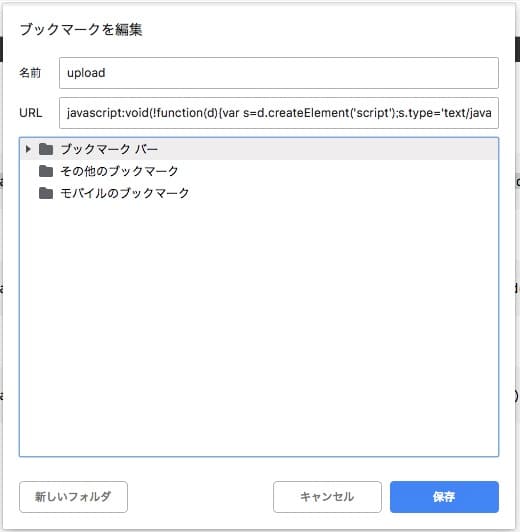 ブックマークを編集
名前 upload
URL javascript:void(!function(d){var s=d.createElement('script');s.type='text/java
ブックマーク バー
その他のブックマーク
モバイルのブックマーク
新しいフォルダ キャンセル 保存